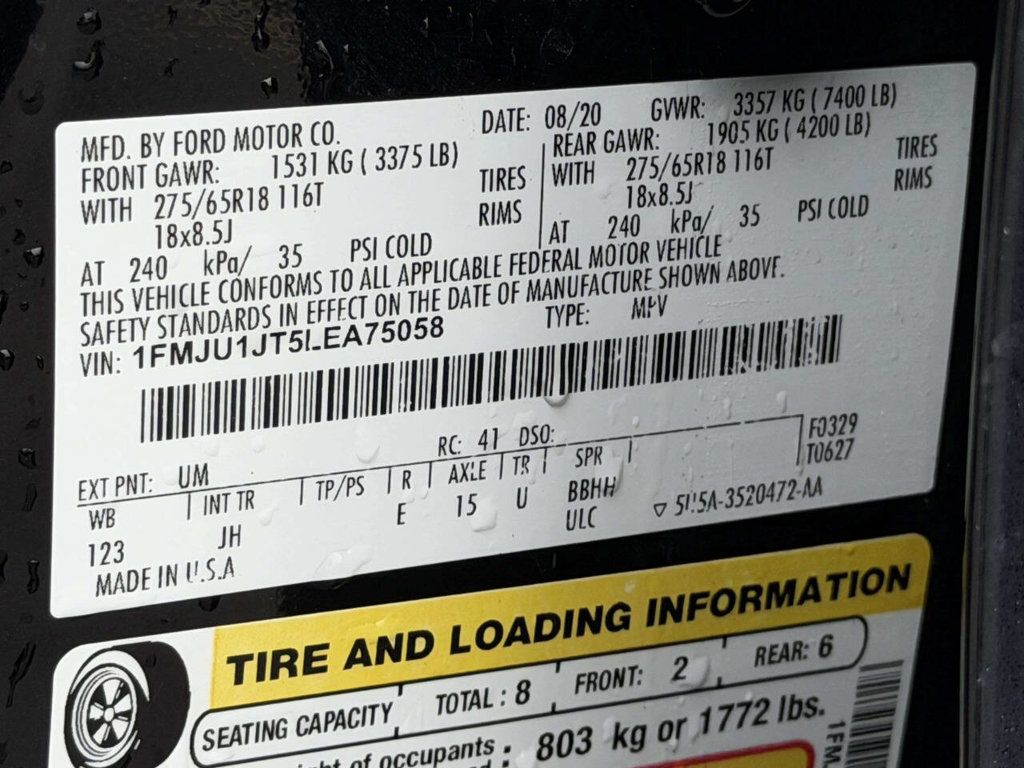 MFD. BY FORD MOTOR CO. DATE: 08/20 GVWR: 3357 KG ( 7400 LB)
FRONT GAWR: 1531 KG ( 3375 LB) REAR GAWR: 1905 KG ( 4200 LB)
WITH 275/65R18 116T TIRES WITH 275/65R18 116T TIRES
18x8.5J RIMS 18x8.5J RIMS
AT 240 kPa/ 35 PSI COLD AT 240 kPa/ 35 PSI COLD
THIS VEHICLE CONFORMS TO ALL APPLICABLE FEDERAL MOTOR VEHICLE
SAFETY STANDARDS IN EFFECT ON THE DATE OF MANUFACTURE SHOWN ABOVE.
VIN: 1FMJU1JT5LEA75058 TYPE: MPV
F0329
EXT PNT: UM RC: 41 DSO: T0627
WB INT TR TP/PS R AXLE TR SPR
123 JH E 15 U BBHH
ULC
MADE IN U.S.A
TIRE AND LOADING INFORMATION
SEATING CAPACITY TOTAL : 8 FRONT: 2 REAR: 6
of occupants 803 kg or 1772 lbs.
1FM